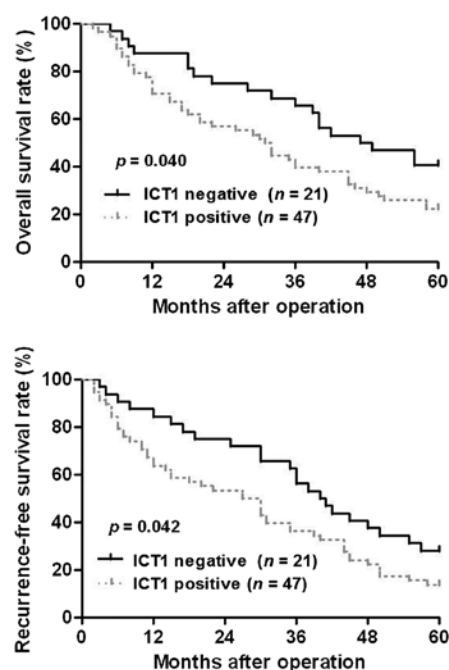 Overall survival rate (%)
100
80
60
40
20
0
p = 0.040
ICT1 negative (n = 21)
ICT1 positive (n = 47)
0 12 24 36 48 60
Months after operation
Recurrence-free survival rate (%)
100
80
60
40
20
0
p = 0.042
ICT1 negative (n = 21)
ICT1 positive (n = 47)
0 12 24 36 48 60
Months after operation